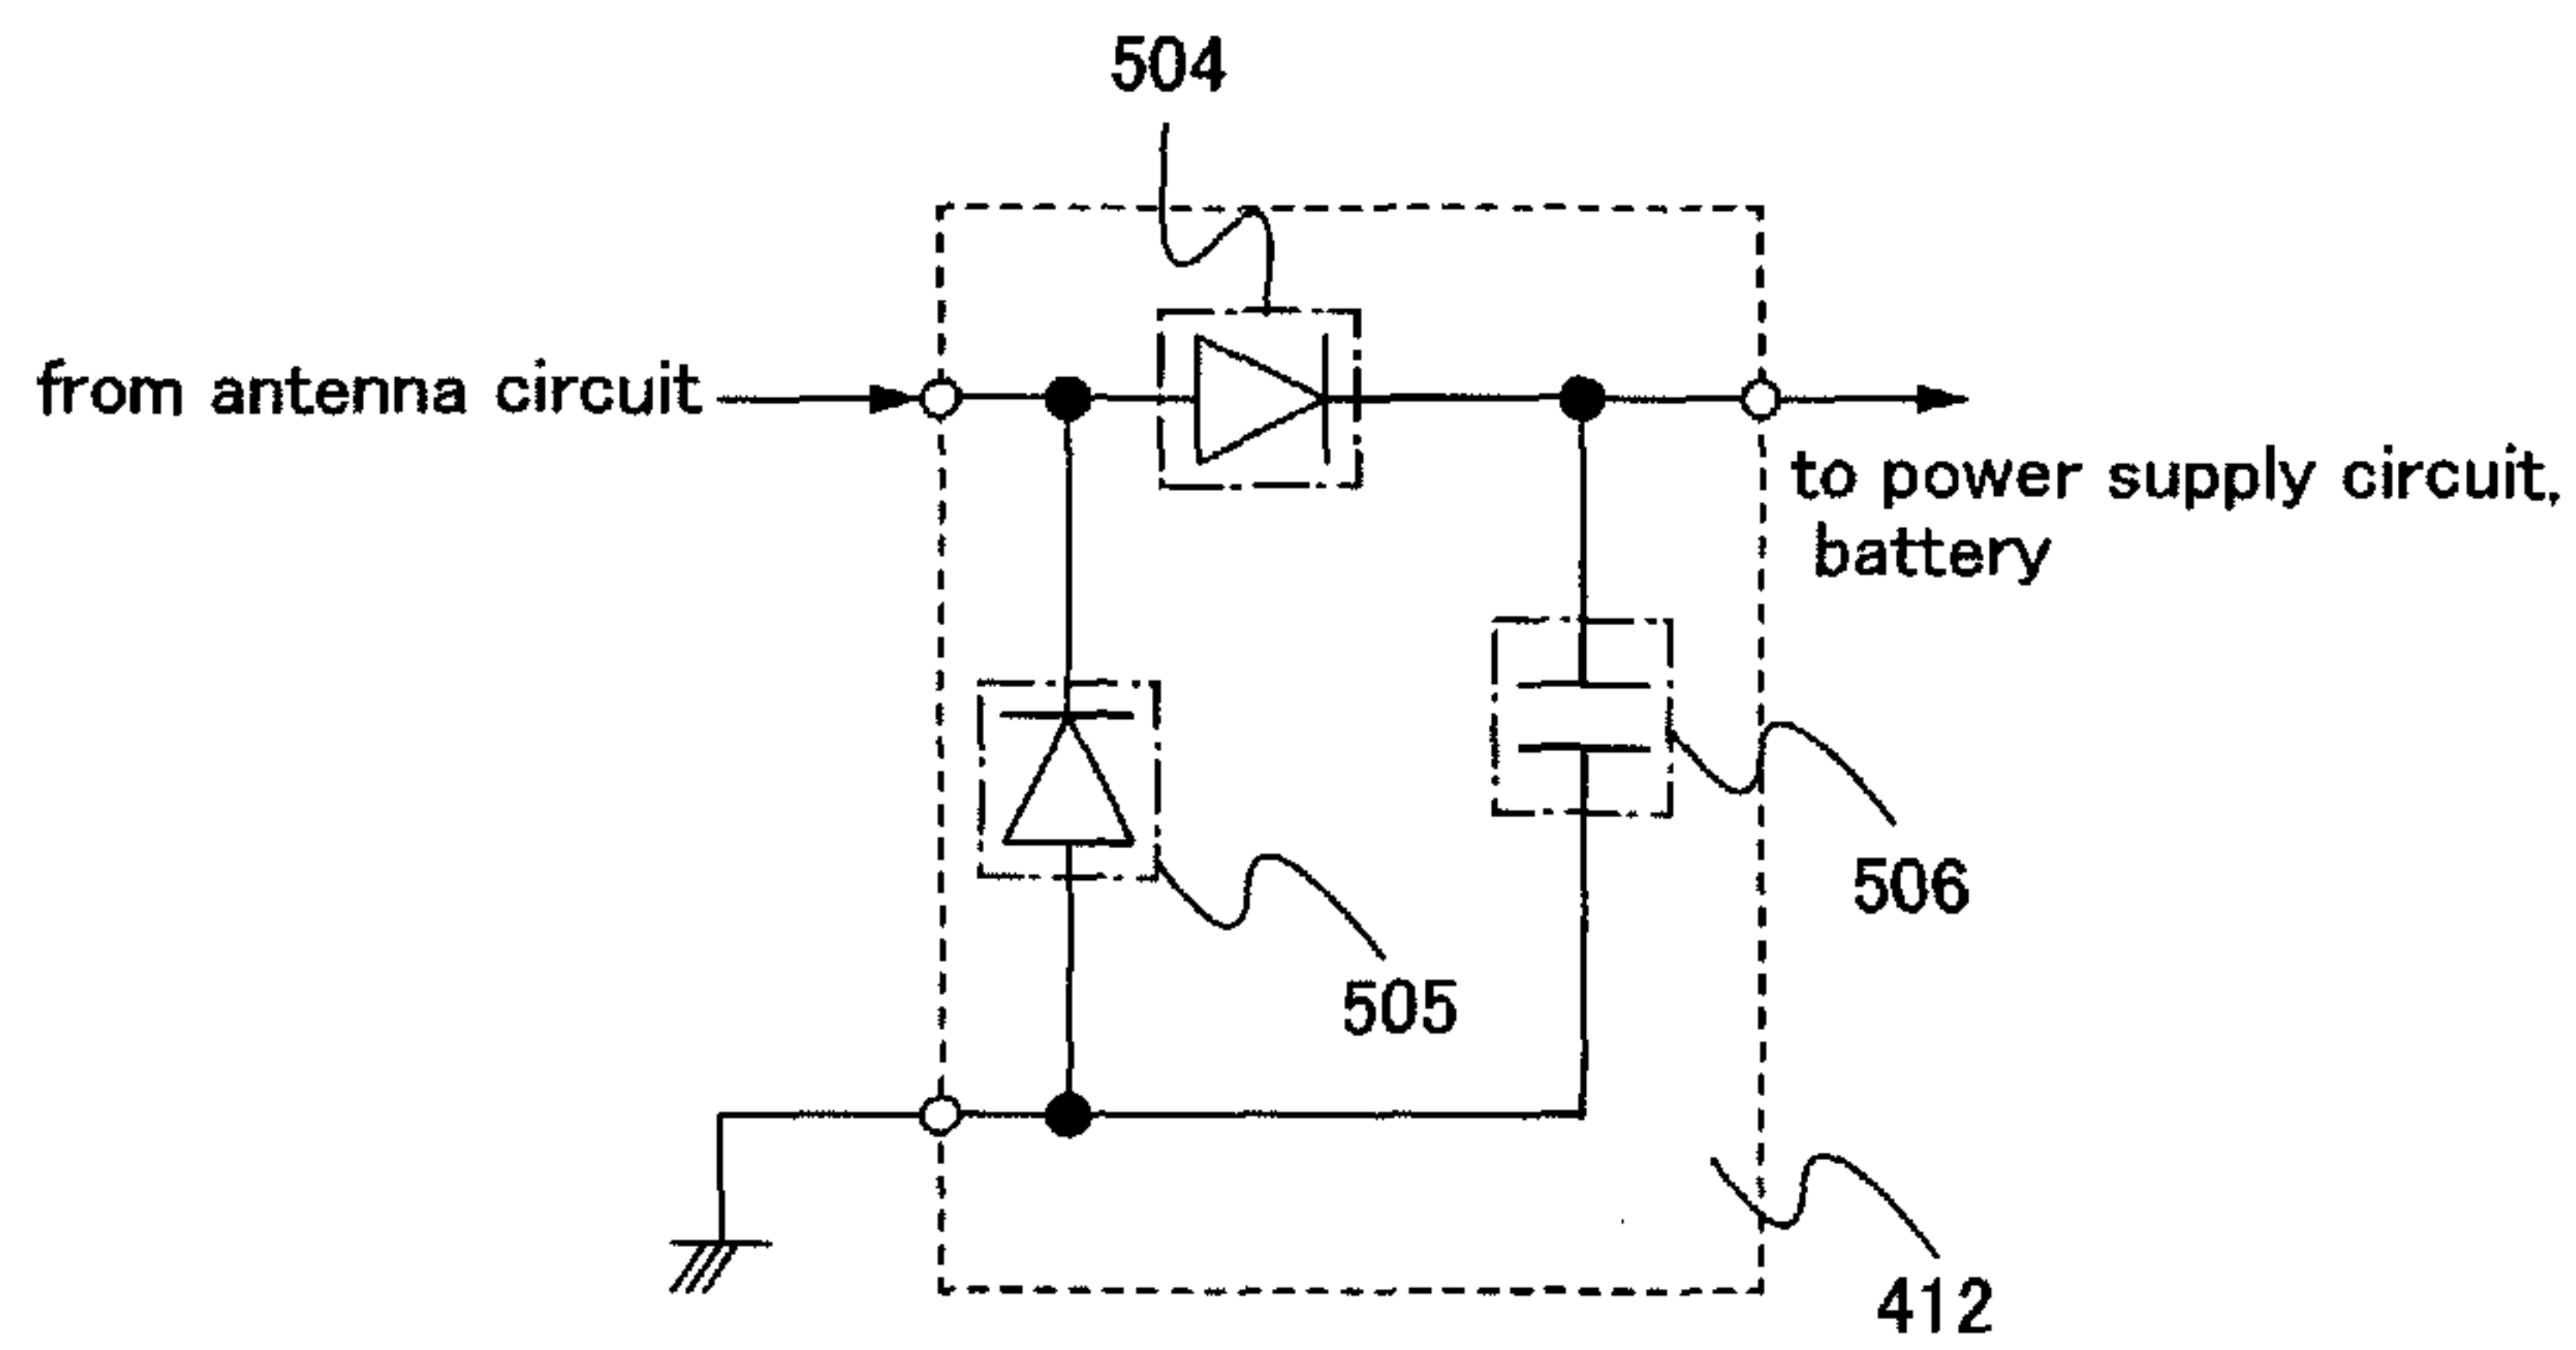 504
from antenna circuit
to power supply circuit,
battery
506
505
412